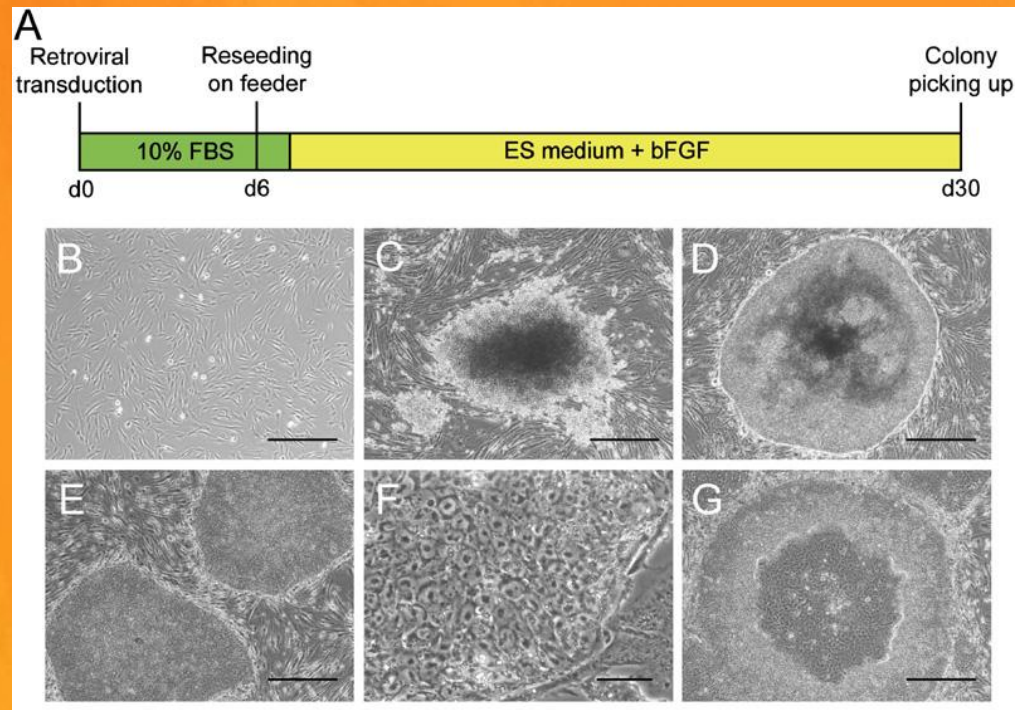 A
Retroviral
transduction
Reseeding
on feeder
Colony
picking up
10% FBS
ES medium + bFGF
d0
d6
d30
B
C
D
E
F
G